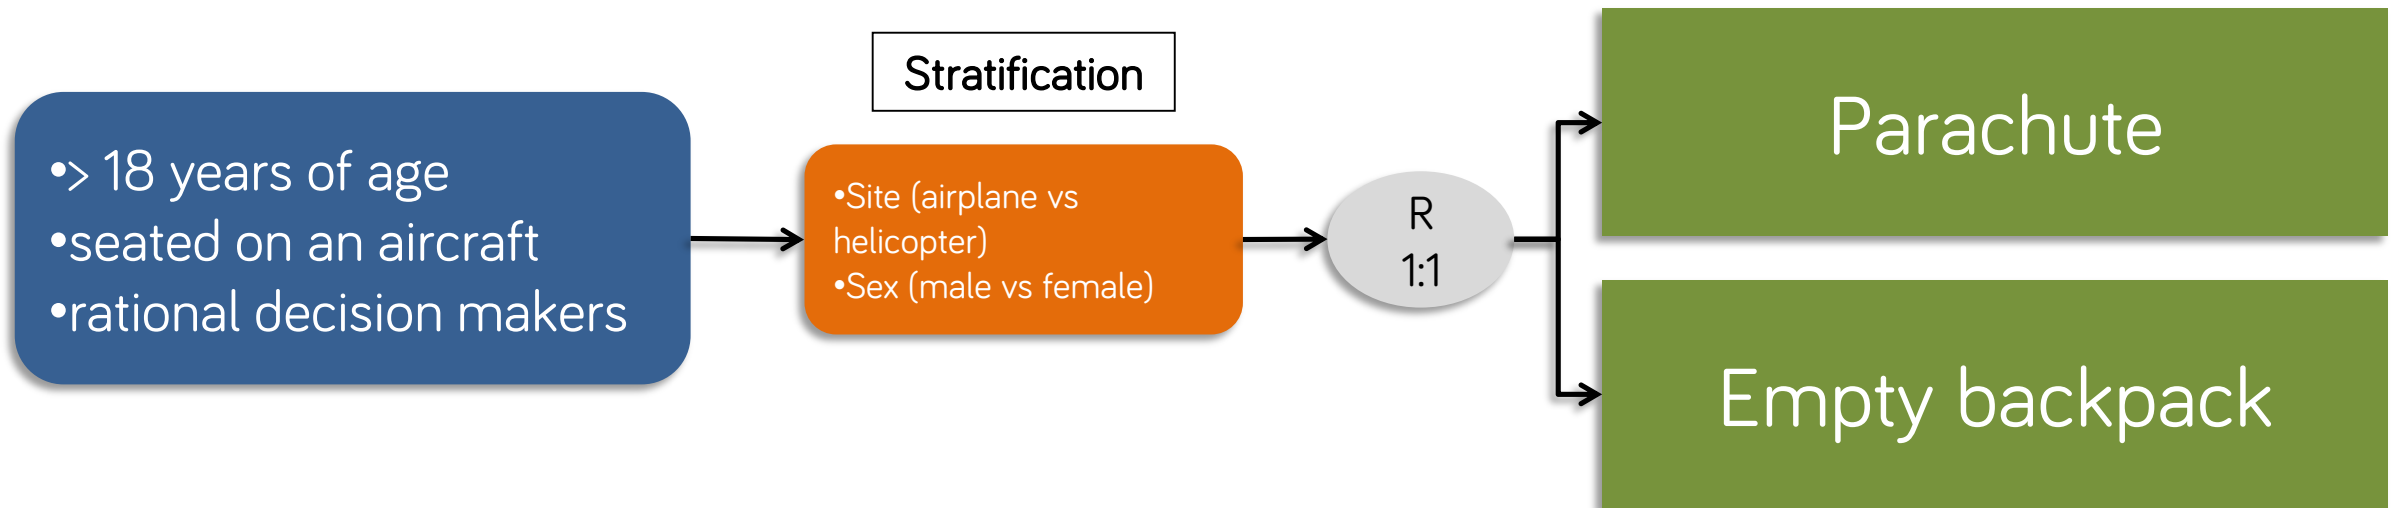 •> 18 years of age
•seated on an aircraft
•rational decision makers
Stratification
•Site (airplane vs
helicopter)
•Sex (male vs female)
R
1:1
Parachute
Empty backpack